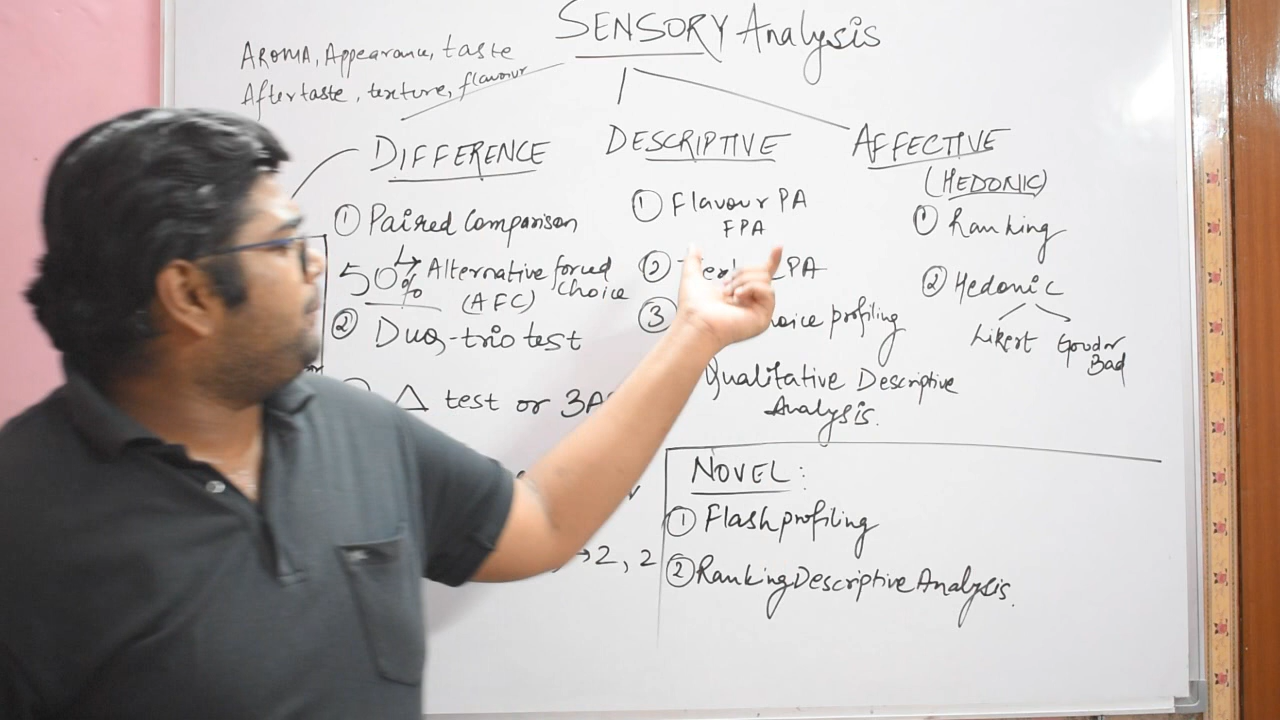 SENSORY Analysis
AROMA, Appearance, taste
Aftertaste, texture, flavour
DIFFERENCE
① Paired Comparison
50% ↳ Alternative forced choice
(AFC)
② Duo-trio test
△ test or 3A
→ 2, 2
DESCRIPTIVE
① Flavour PA
FPA
② PA
③ profiling
Qualitative Descriptive
Analysis.
AFFECTIVE
(HEDONIC)
① Ranking
② Hedonic
Likert Good or
Bad
NOVEL:
① Flash profiling
② Ranking Descriptive Analysis.